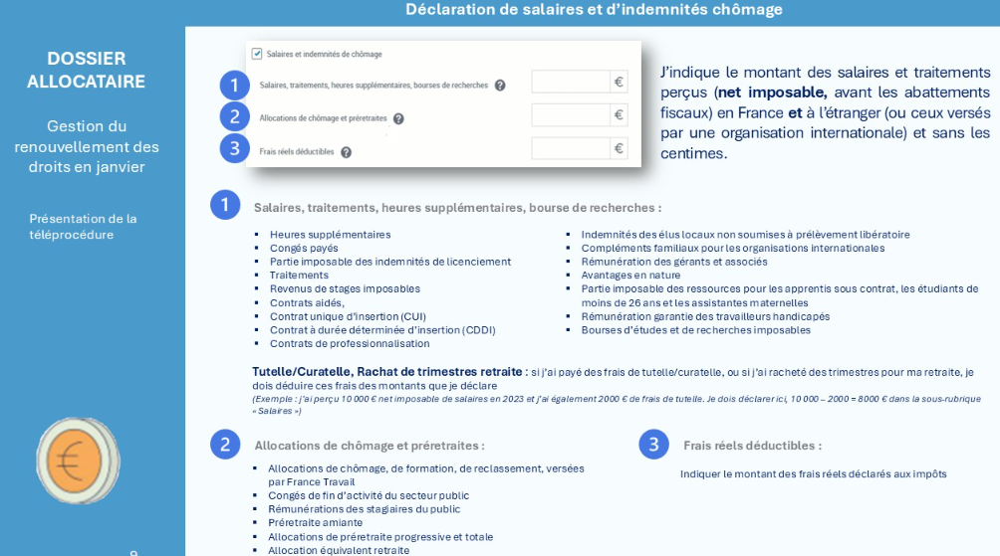 Déclaration de salaires et d'indemnités chômage
DOSSIER
ALLOCATAIRE
Gestion du
renouvellement des
droits en janvier
Présentation de la
téléprocédure
Salaires et indemnités de chômage
1 Salaires, traitements, heures supplémentaires, bourses de recherches ? €
2 Allocations de chômage et préretraites ? €
3 Frais réels déductibles ? €
J'indique le montant des salaires et traitements
perçus (net imposable, avant les abattements
fiscaux) en France et à l'étranger (ou ceux versés
par une organisation internationale) et sans les
centimes.
1 Salaires, traitements, heures supplémentaires, bourse de recherches :
▪ Heures supplémentaires
▪ Congés payés
▪ Partie imposable des indemnités de licenciement
▪ Traitements
▪ Revenus de stages imposables
▪ Contrats aidés,
▪ Contrat unique d'insertion (CUI)
▪ Contrat à durée déterminée d'insertion (CDDI)
▪ Contrats de professionnalisation
▪ Indemnités des élus locaux non soumises à prélèvement libératoire
▪ Compléments familiaux pour les organisations internationales
▪ Rémunération des gérants et associés
▪ Avantages en nature
▪ Partie imposable des ressources pour les apprentis sous contrat, les étudiants de
moins de 26 ans et les assistantes maternelles
▪ Rémunération garantie des travailleurs handicapés
▪ Bourses d'études et de recherches imposables
Tutelle/Curatelle, Rachat de trimestres retraite : si j'ai payé des frais de tutelle/curatelle, ou si j'ai racheté des trimestres pour ma retraite, je
dois déduire ces frais des montants que je déclare
(Exemple : j'ai perçu 10 000 € net imposable de salaires en 2023 et j'ai également 2000 € de frais de tutelle. Je dois déclarer ici, 10 000 – 2000 = 8000 € dans la sous-rubrique
« Salaires »)
2 Allocations de chômage et préretraites :
▪ Allocations de chômage, de formation, de reclassement, versées
par France Travail
▪ Congés de fin d'activité du secteur public
▪ Rémunérations des stagiaires du public
▪ Préretraite amiante
▪ Allocations de préretraite progressive et totale
▪ Allocation équivalent retraite
3 Frais réels déductibles :
Indiquer le montant des frais réels déclarés aux impôts
€